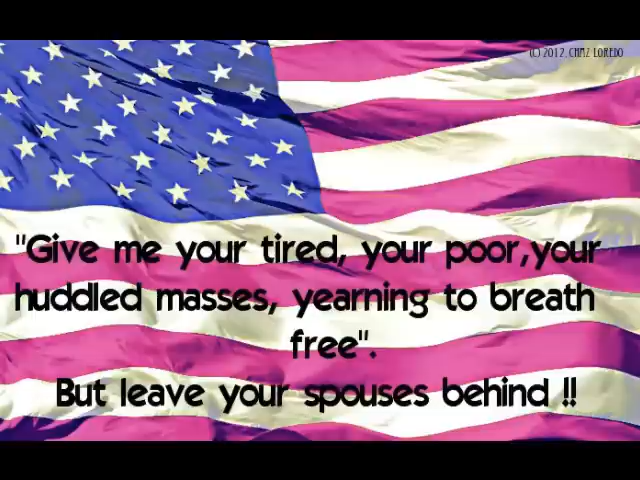 (C) 2012, CHAZ LOREDO
"Give me your tired, your poor,your
huddled masses, yearning to breath
free".
But leave your spouses behind !!